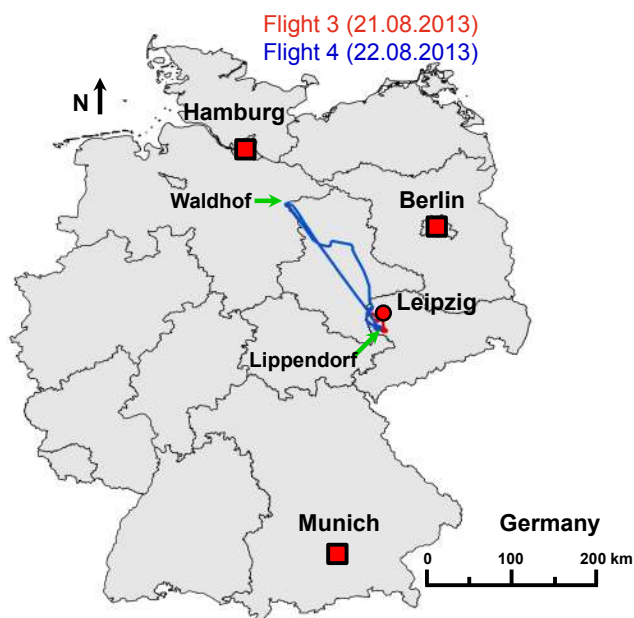 Flight 3 (21.08.2013)
Flight 4 (22.08.2013)
N
Hamburg
Waldhof
Berlin
Leipzig
Lippendorf
Munich
Germany
0 100 200 km